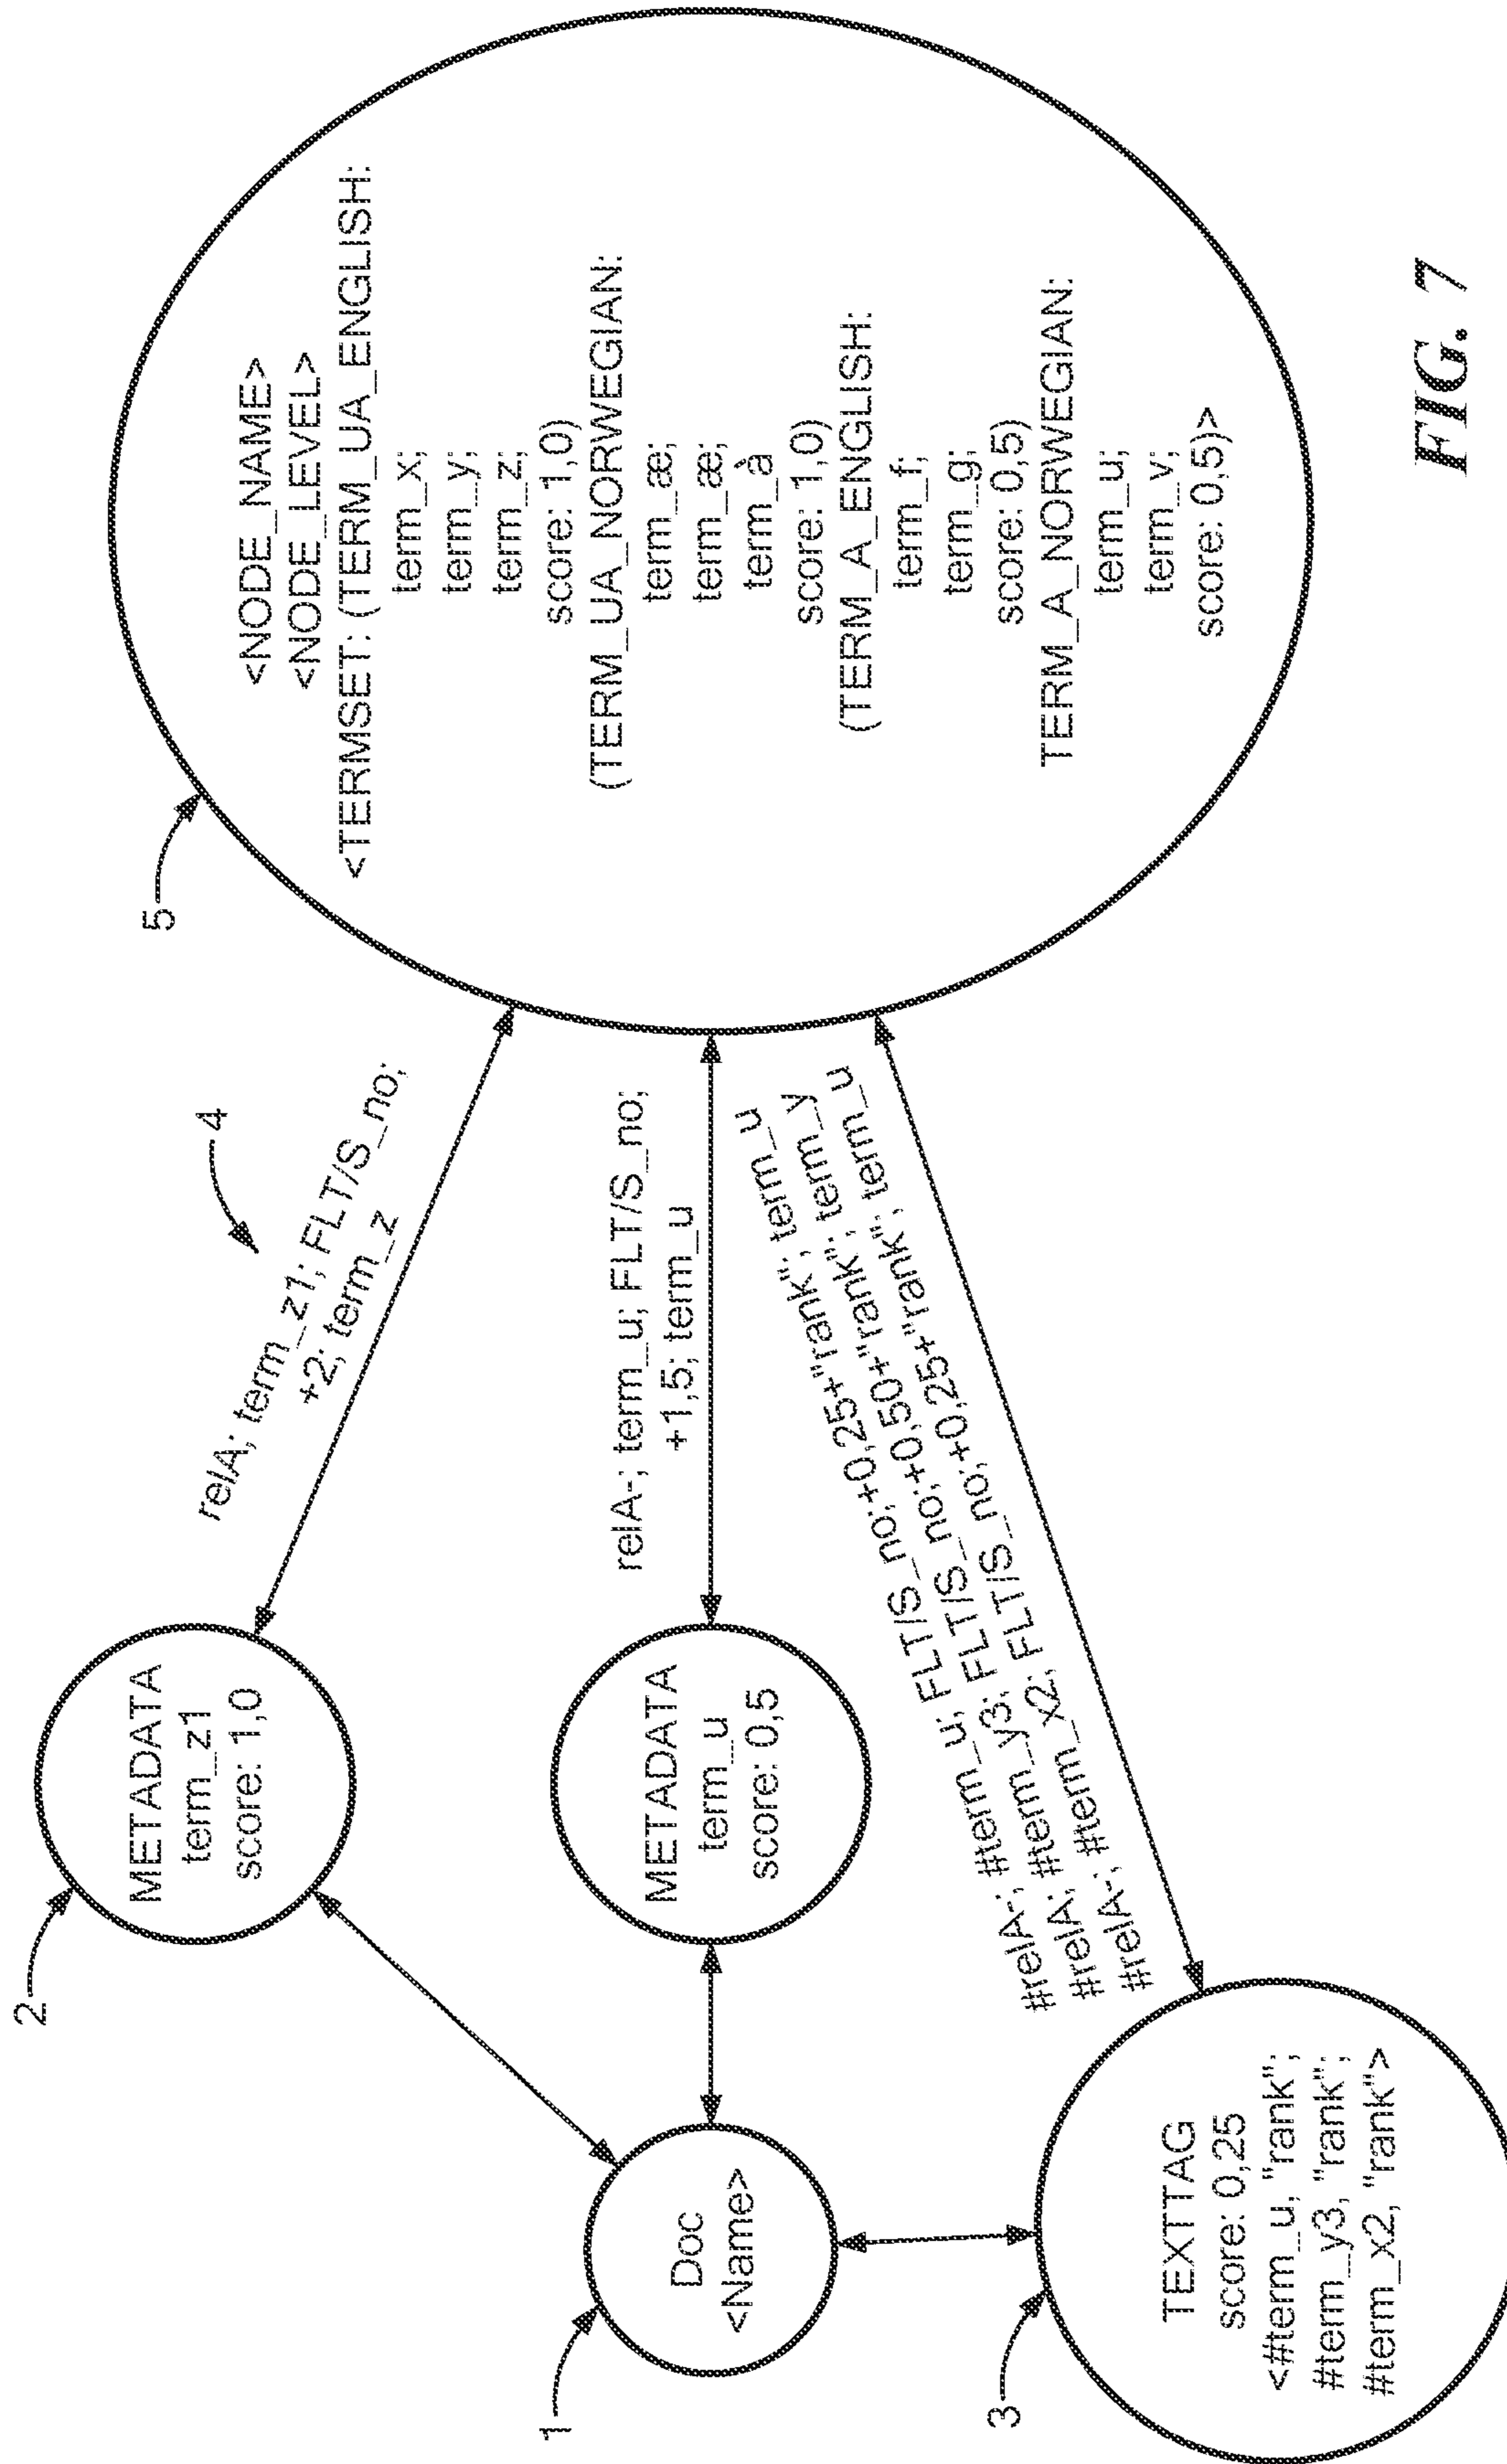 2
METADATA
term_z1
score: 1,0
relA; term_z1; FLT/S_no;
+2; term_z
4
1
Doc
<Name>
METADATA
term_u
score: 0,5
relA-; term_u; FLT/S_no;
+1,5; term_u
3
TEXTTAG
score: 0,25
<#term_u, "rank";
#term_y3, "rank";
#term_x2, "rank">
#relA-; #term_u; FLT/S_no;+0,25+"rank"; term_u
#relA; #term_y3; FLT/S_no;+0,50+"rank"; term_y
#relA-; #term_x2; FLT/S_no;+0,25+"rank"; term_u
5
<NODE_NAME>
<NODE_LEVEL>
<TERMSET: (TERM_UA_ENGLISH:
term_x;
term_y;
term_z;
score: 1,0)
(TERM_UA_NORWEGIAN:
term_æ;
term_æ;
term_à
score: 1,0)
(TERM_A_ENGLISH:
term_f;
term_g;
score: 0,5)
TERM_A_NORWEGIAN:
term_u;
term_v;
score: 0,5)>
FIG. 7